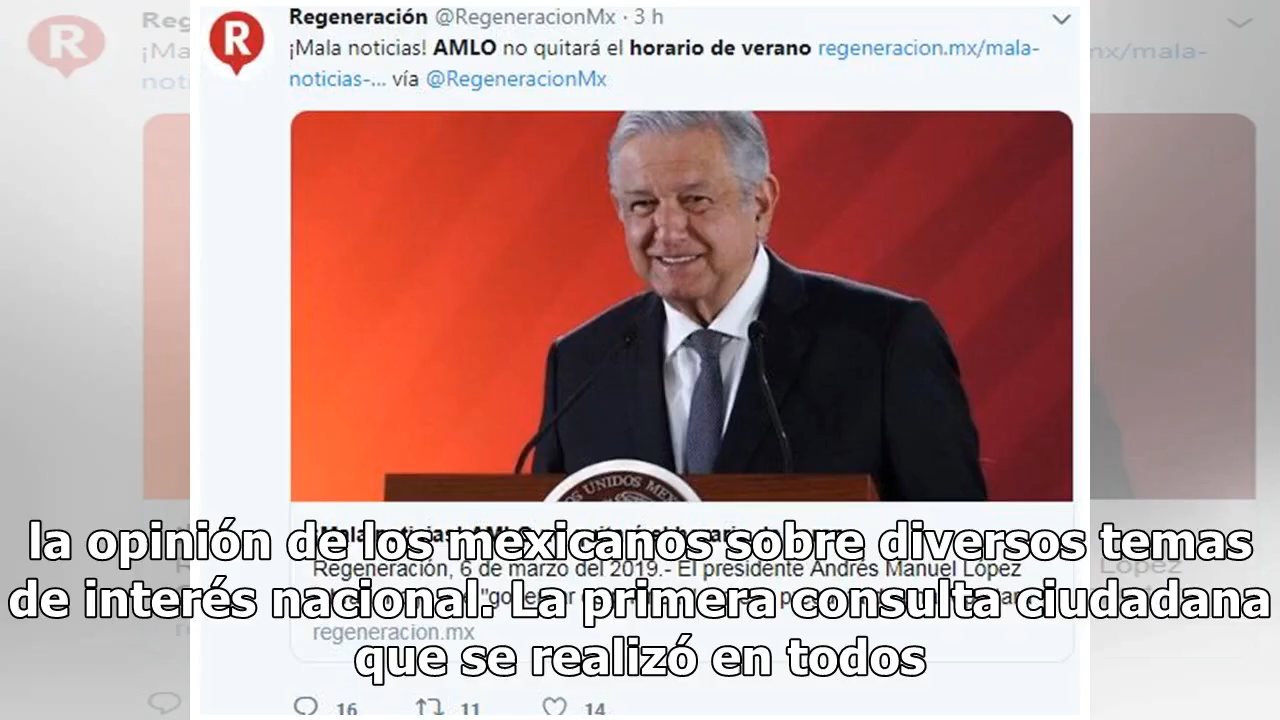 Regeneración @RegeneracionMx · 3 h
¡Mala noticias! AMLO no quitará el horario de verano regeneracion.mx/mala-
noticias-... vía @RegeneracionMx
UNIDOS MEX
la opinión de los mexicanos sobre diversos temas
Regeneración, 6 de marzo del 2019.- El presidente Andrés Manuel López
de interés nacional. La primera consulta ciudadana
regeneracion.mx
que se realizó en todos
16 11 14